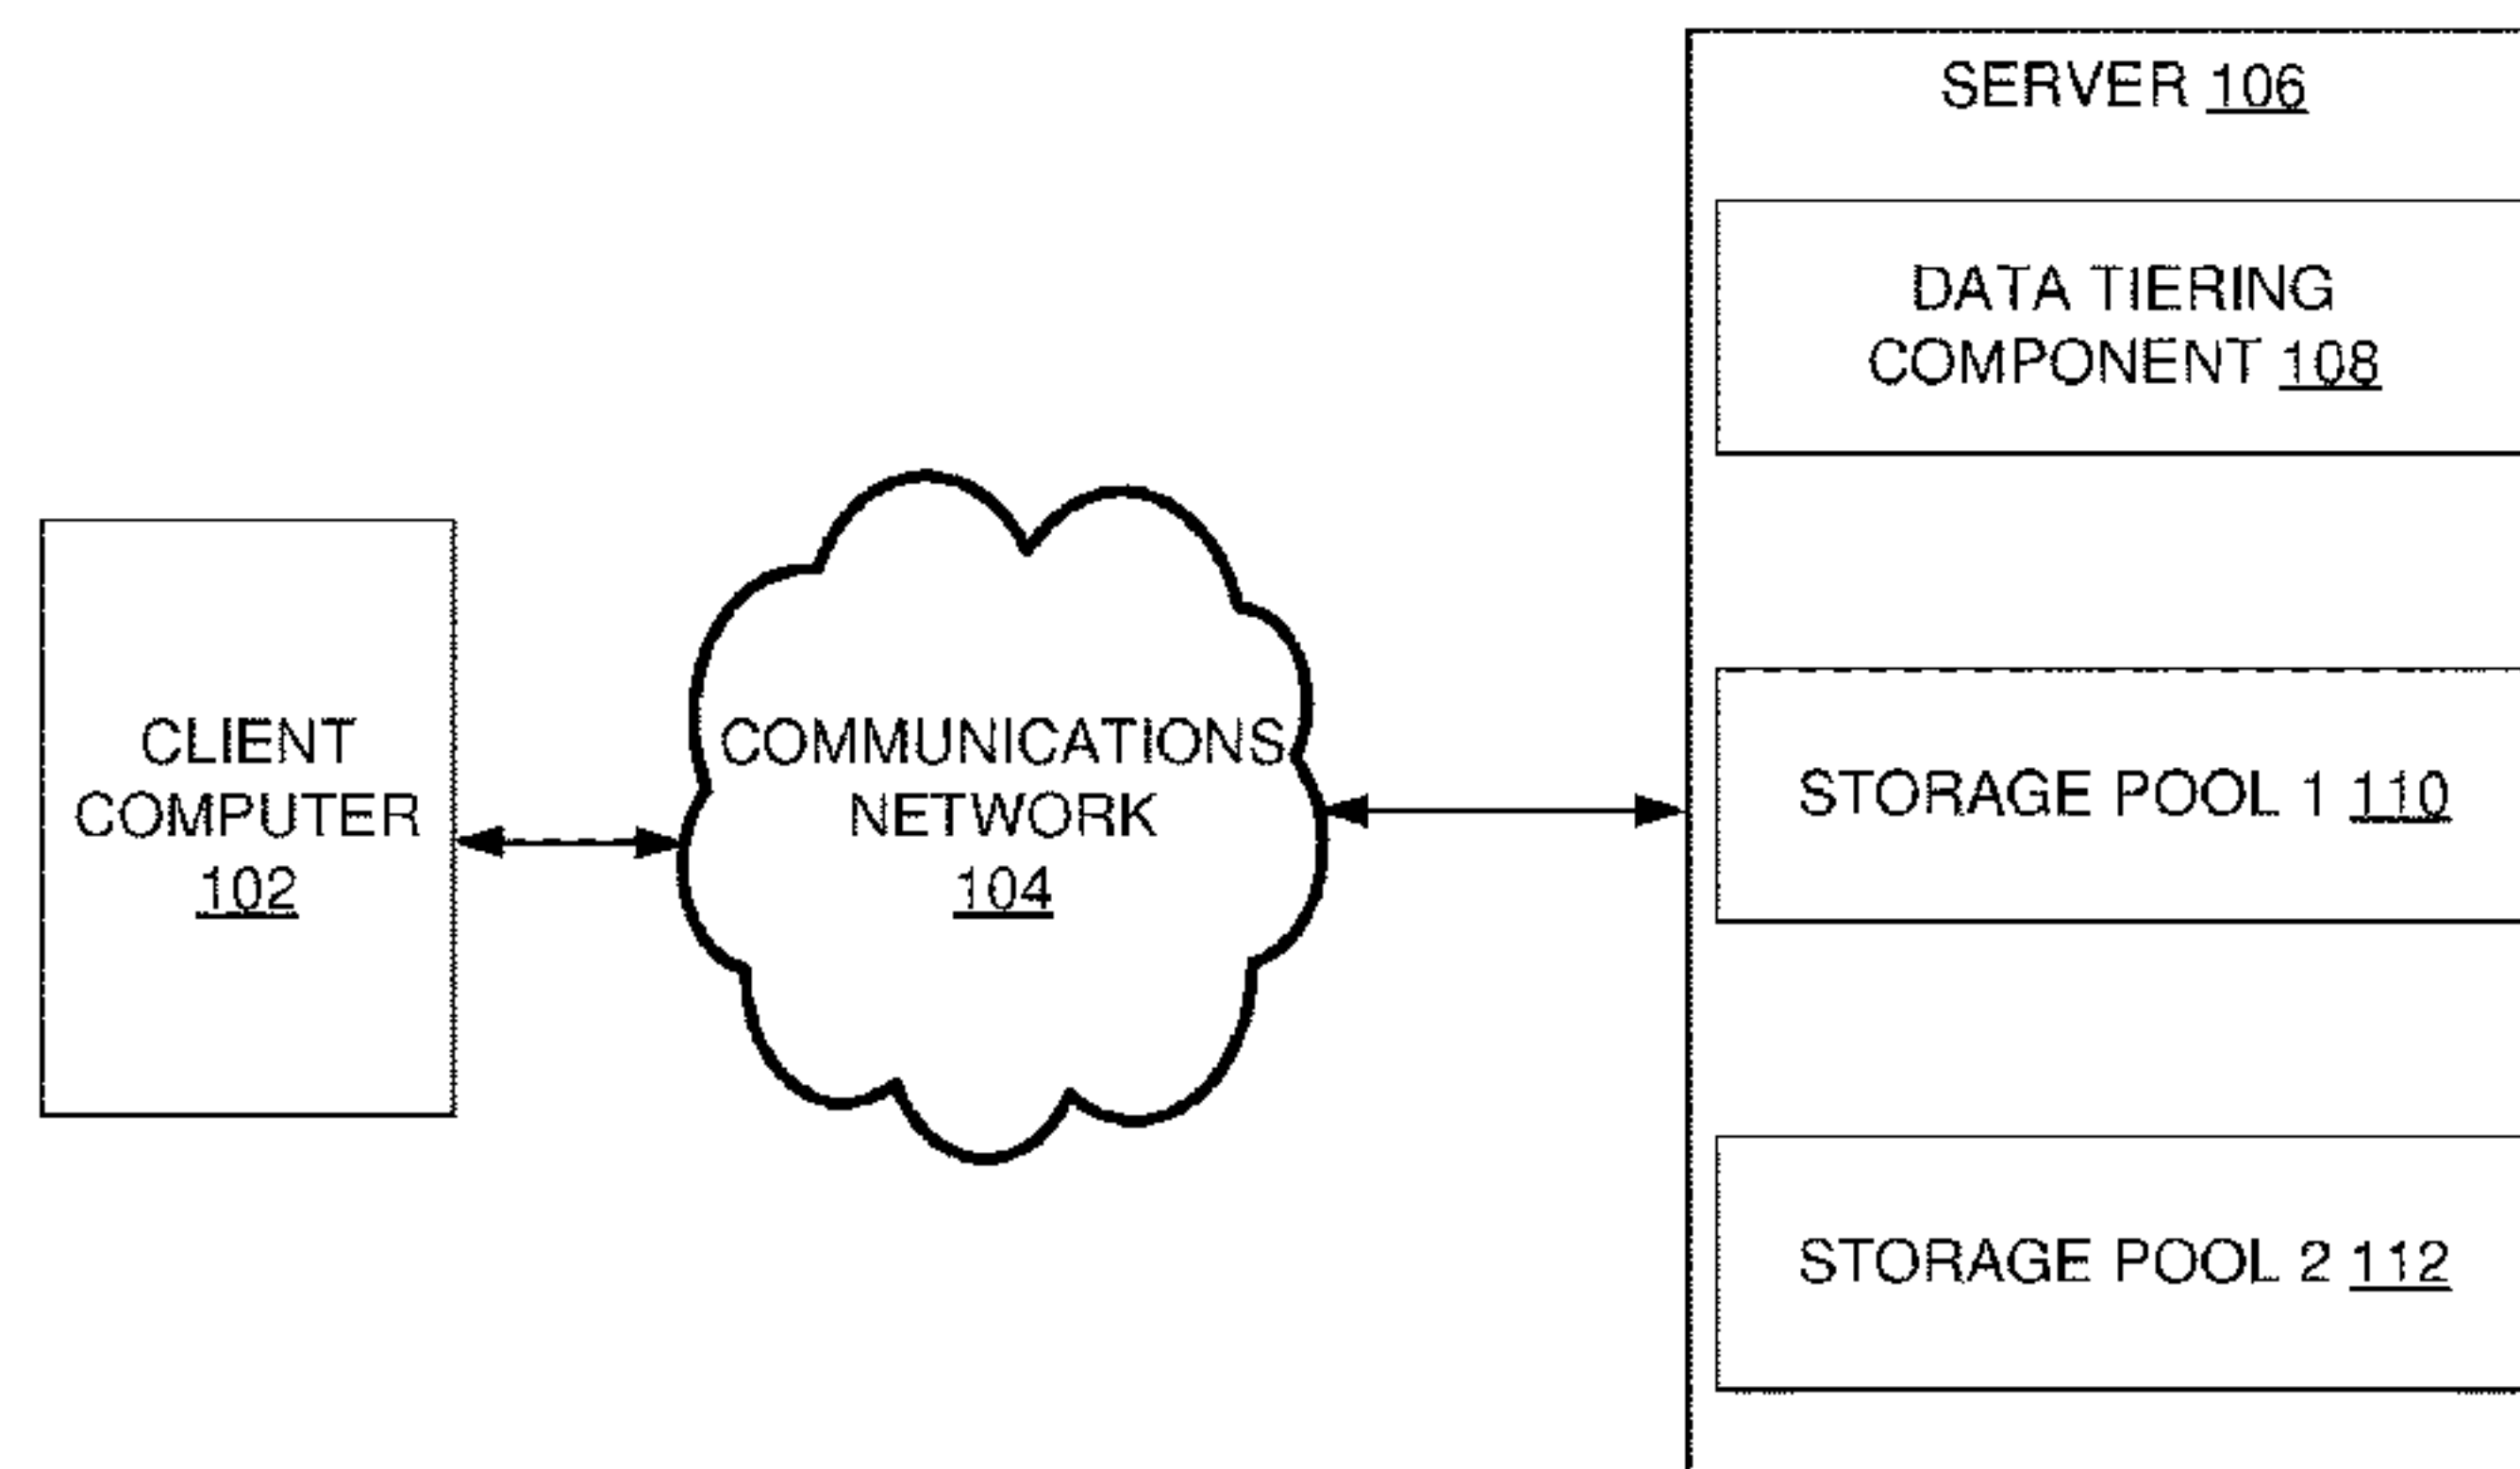 SERVER 106
DATA TIERING
COMPONENT 108
CLIENT
COMPUTER
102
COMMUNICATIONS
NETWORK
104
STORAGE POOL 1 110
STORAGE POOL 2 112